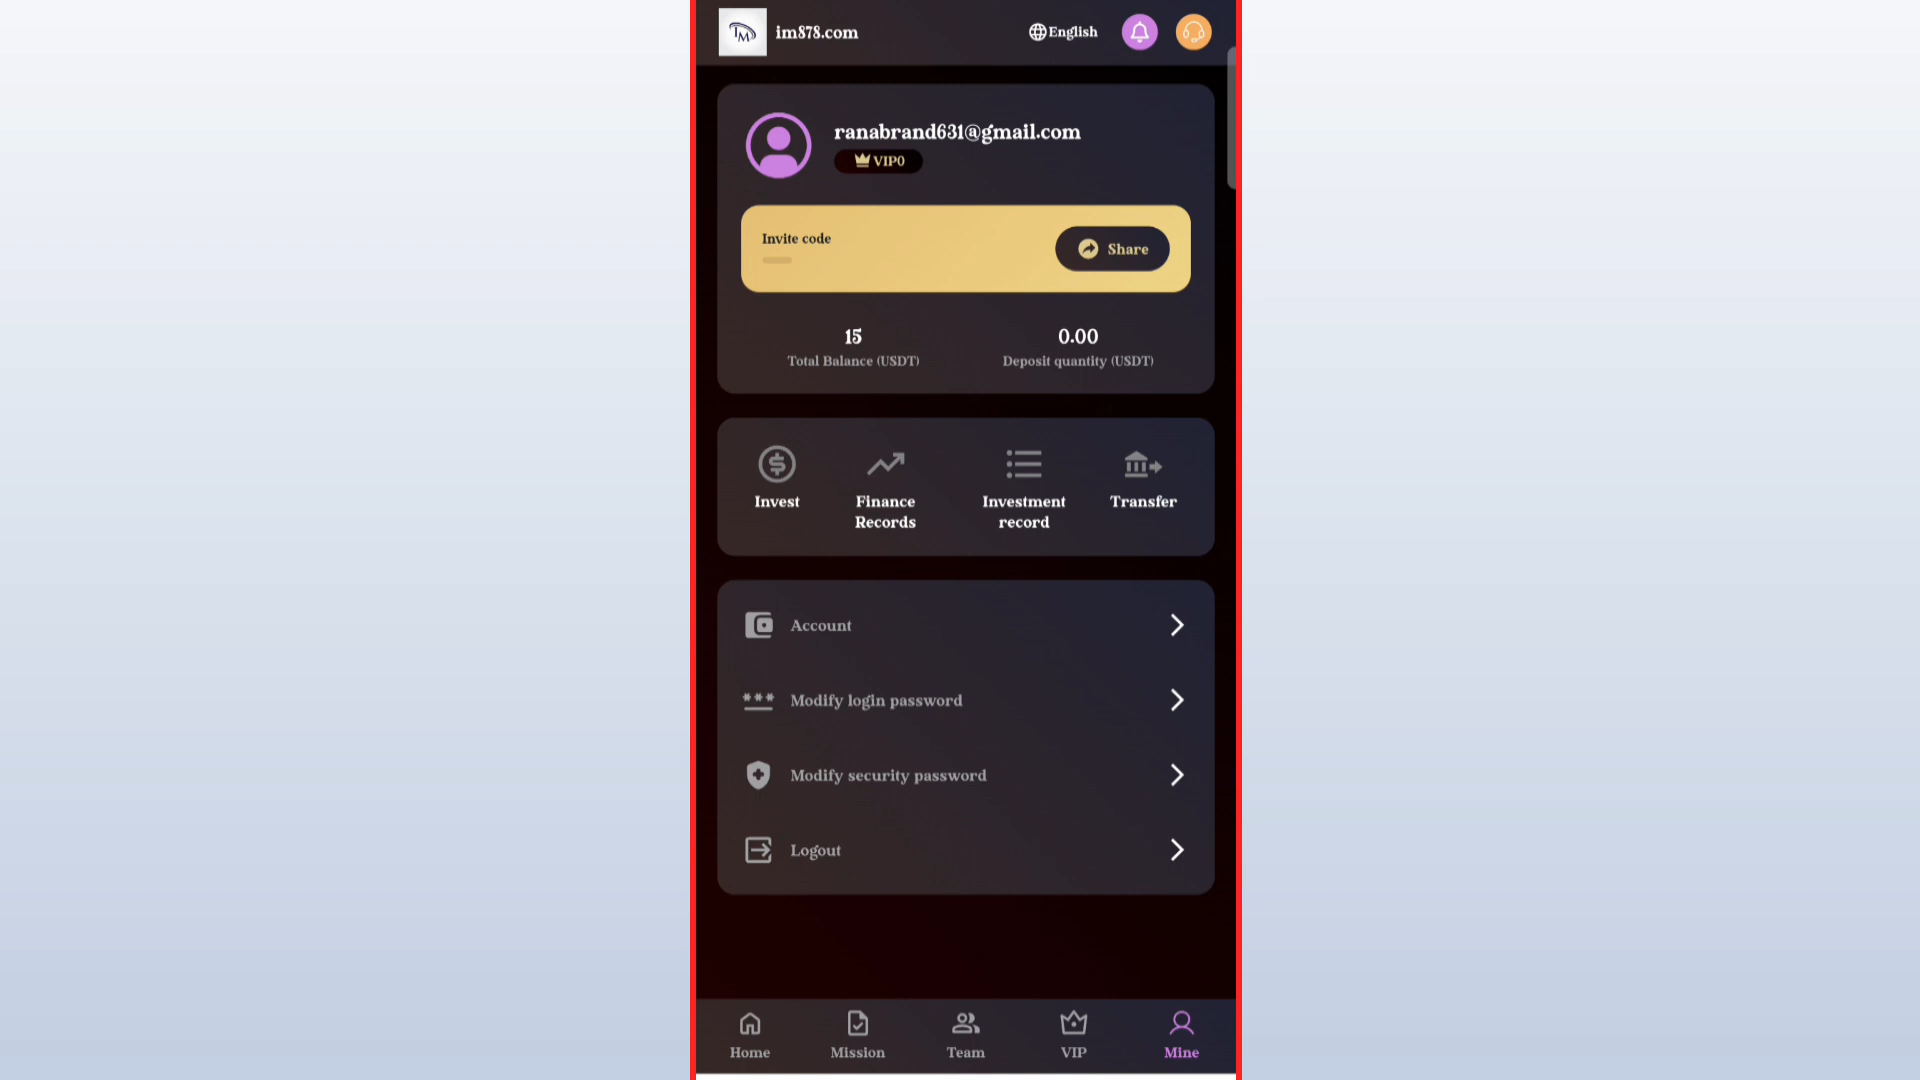 IM
im878.com
English
ranabrand631@gmail.com
VIP0
Invite code
Share
15
0.00
Total Balance (USDT)
Deposit quantity (USDT)
Invest
Finance
Records
Investment
record
Transfer
Account
Modify login password
Modify security password
Logout
Home
Mission
Team
VIP
Mine